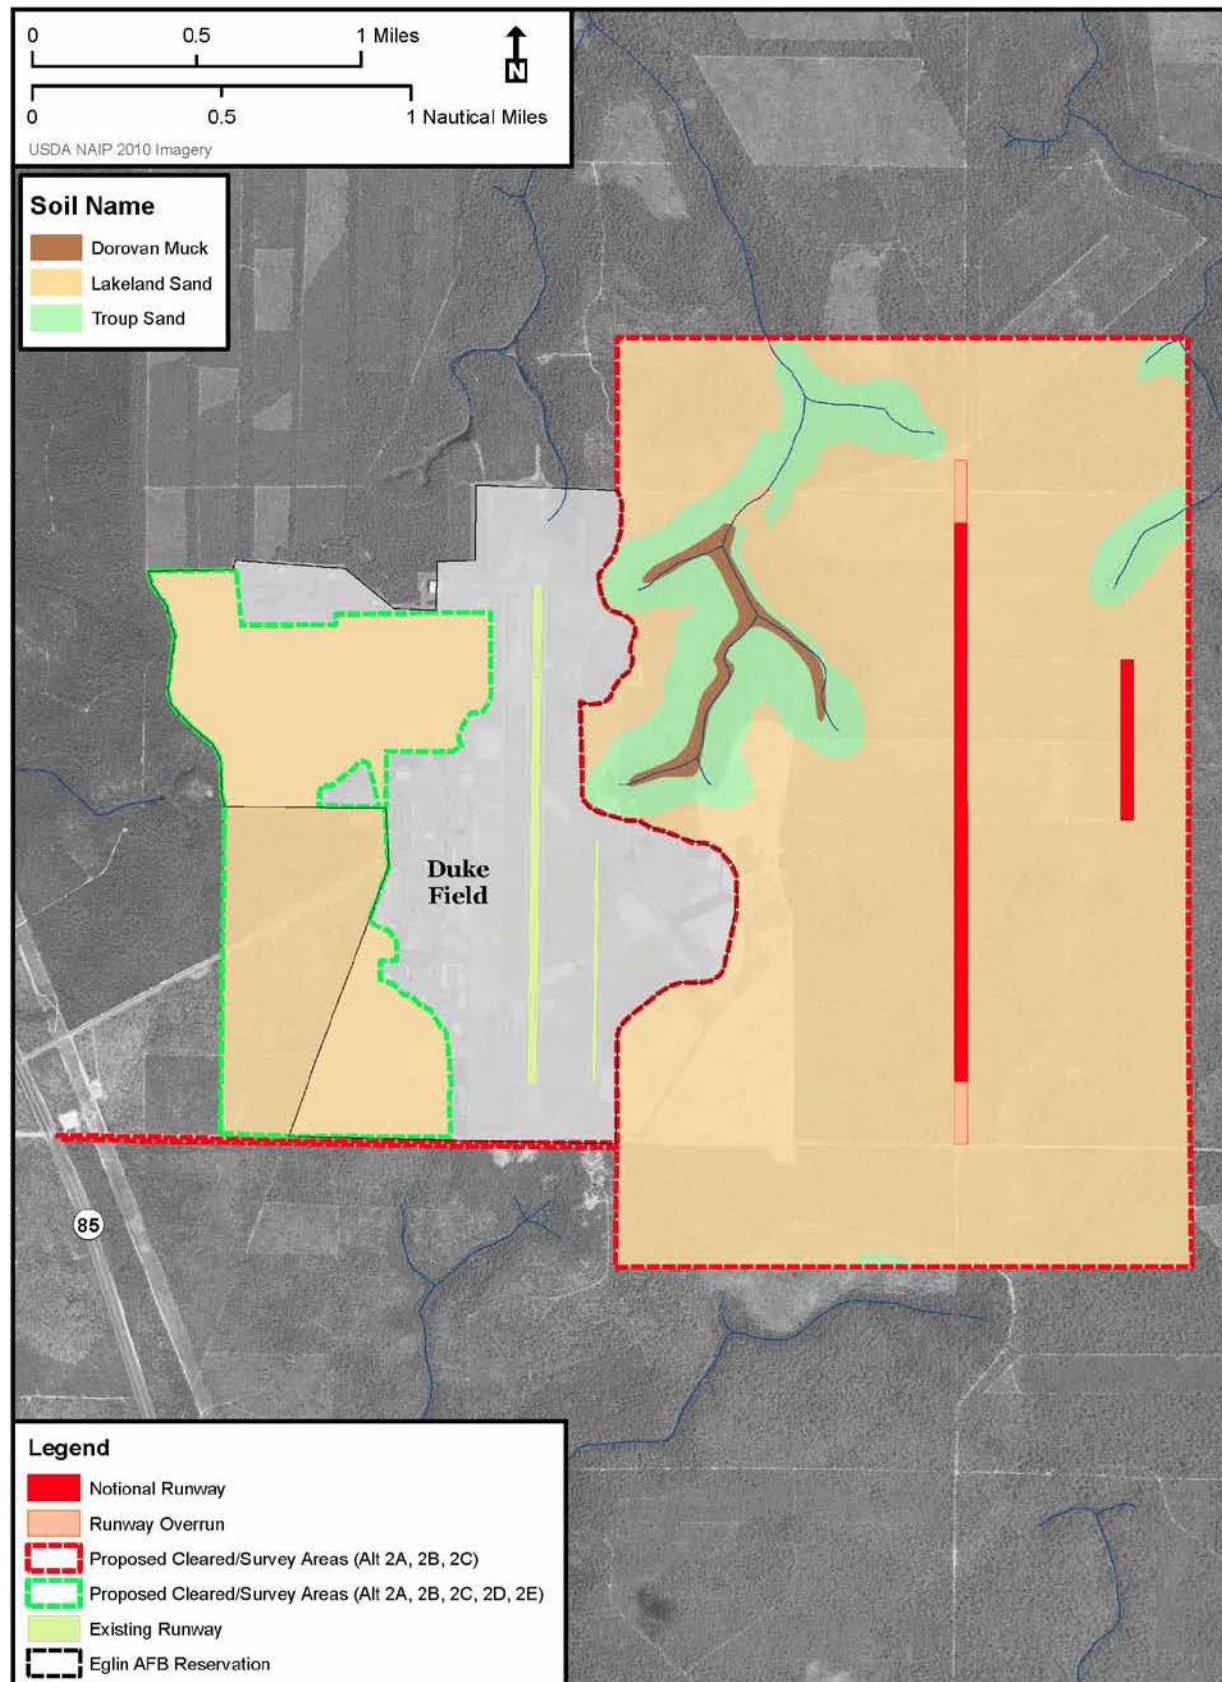 0 0.5 1 Miles
N
0 0.5 1 Nautical Miles
USDA NAIP 2010 Imagery
Soil Name
Dorovan Muck
Lakeland Sand
Troup Sand
Duke
Field
85
Legend
Notional Runway
Runway Overrun
Proposed Cleared/Survey Areas (Alt 2A, 2B, 2C)
Proposed Cleared/Survey Areas (Alt 2A, 2B, 2C, 2D, 2E)
Existing Runway
Eglin AFB Reservation